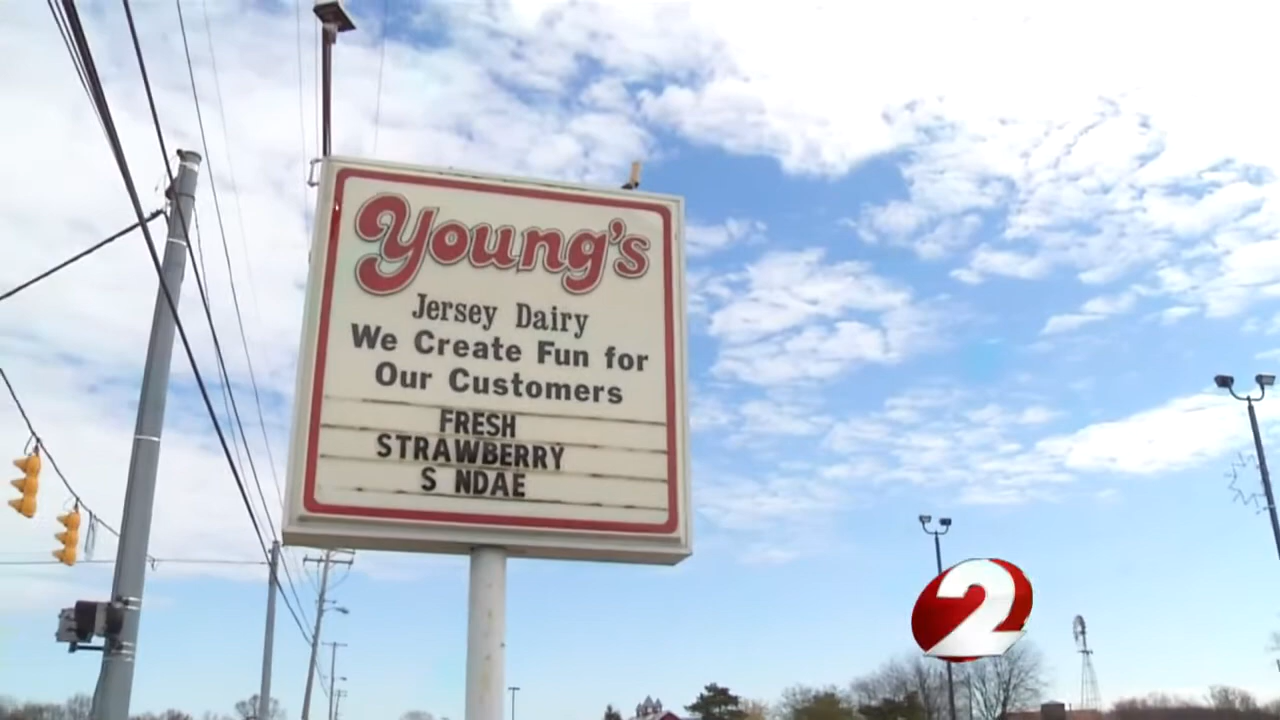 Young's
Jersey Dairy
We Create Fun for
Our Customers
FRESH
STRAWBERRY
S NDAE
2